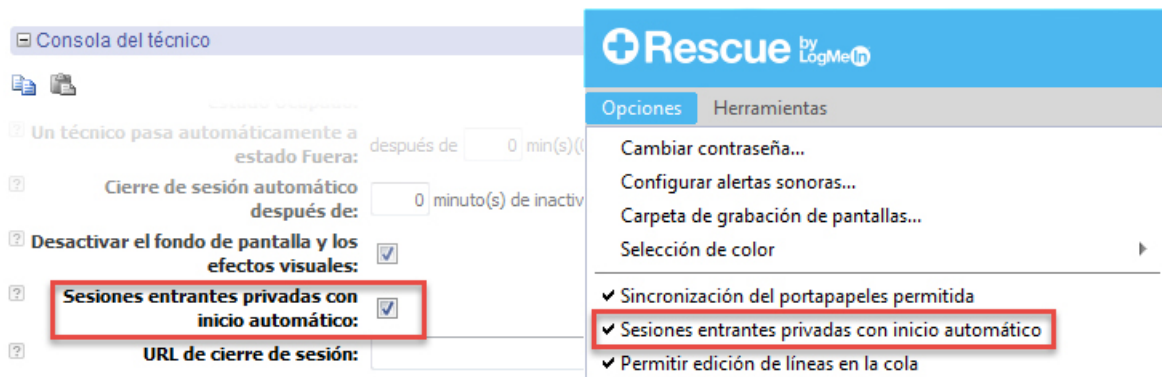 Consola del técnico
estado Ocupado:
Un técnico pasa automáticamente a
estado Fuera:
después de 0 min(s)(
Cierre de sesión automático
después de:
0 minuto(s) de inactiv
Desactivar el fondo de pantalla y los
efectos visuales:
Sesiones entrantes privadas con
inicio automático:
URL de cierre de sesión:
Rescue by LogMeIn
Opciones Herramientas
Cambiar contraseña...
Configurar alertas sonoras...
Carpeta de grabación de pantallas...
Selección de color
Sincronización del portapapeles permitida
Sesiones entrantes privadas con inicio automático
Permitir edición de líneas en la cola